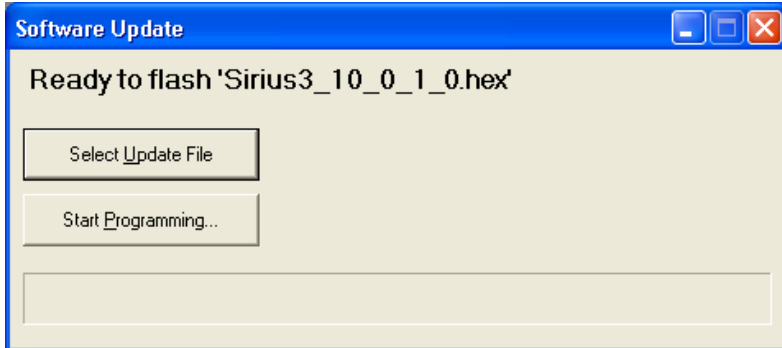 Software Update
Ready to flash 'Sirius3_10_0_1_0.hex'
Select Update File
Start Programming...